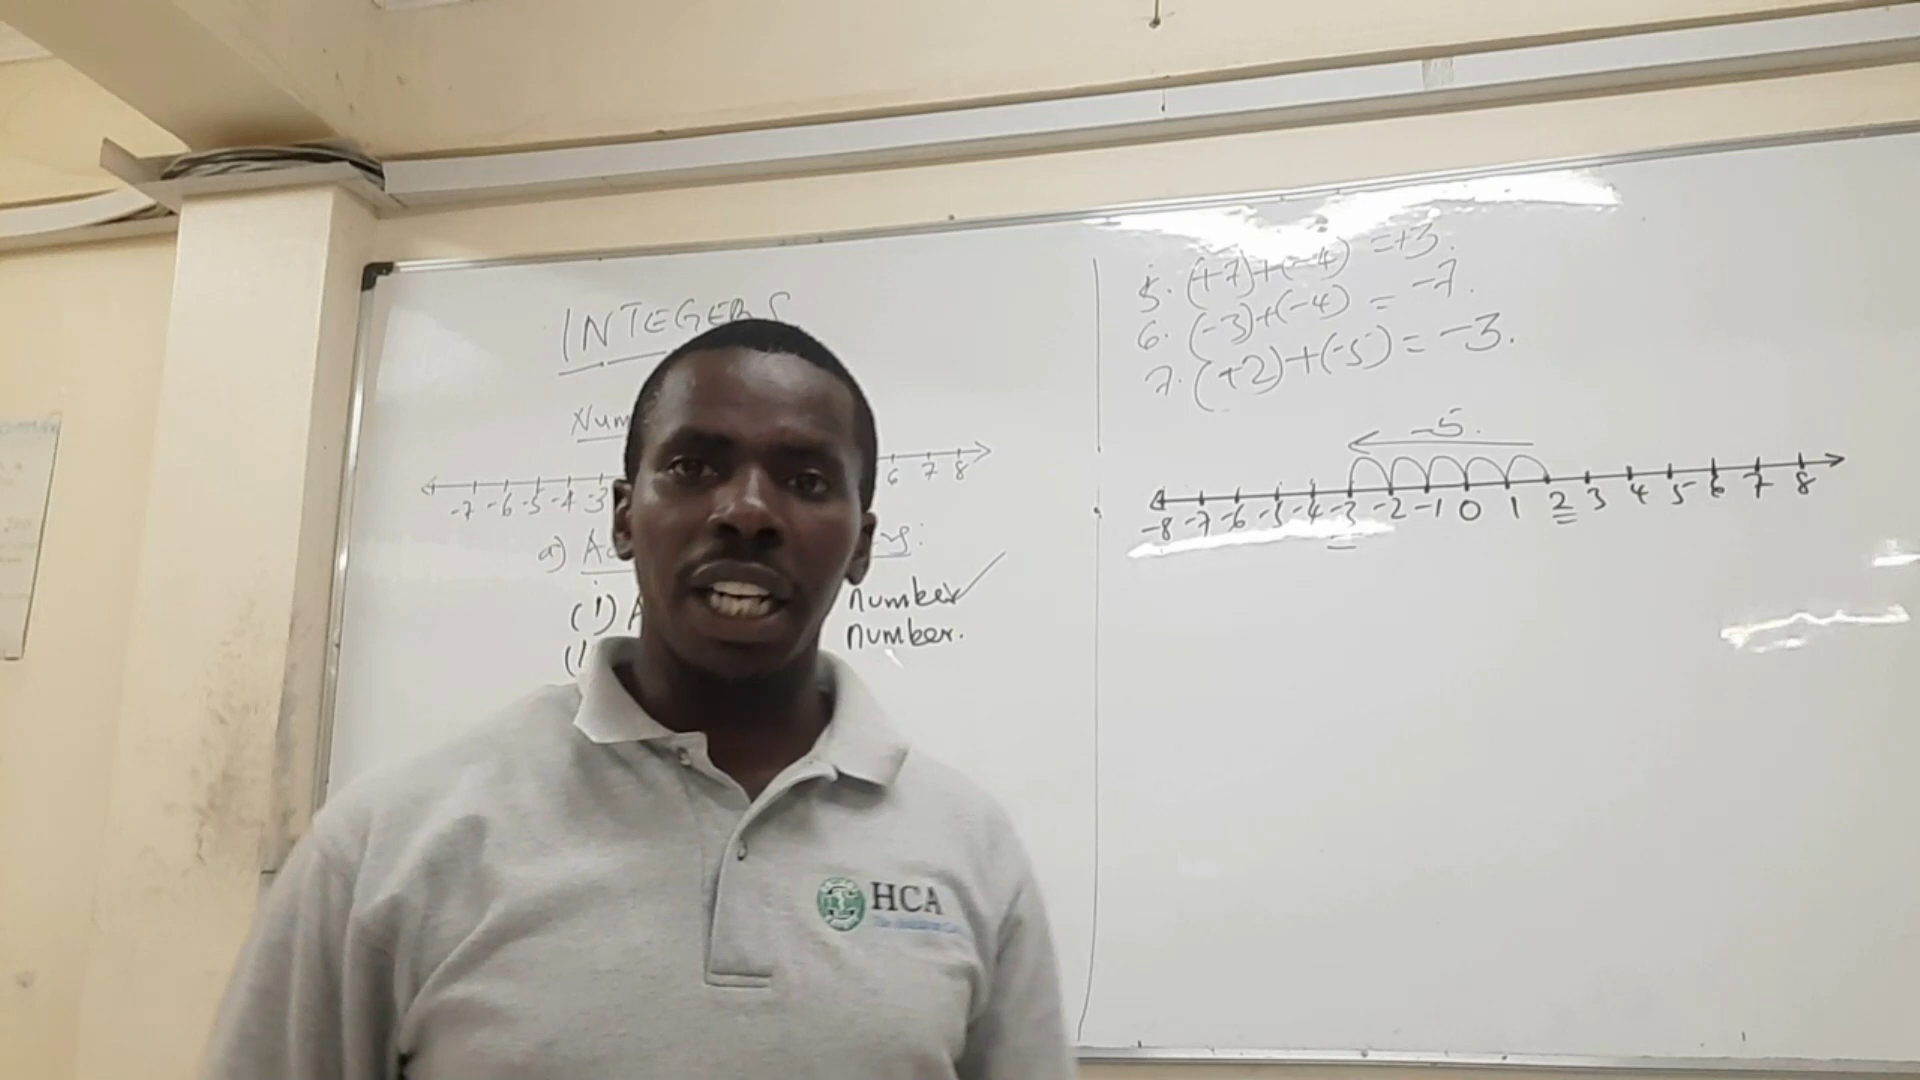 INTEGERS
Num
-7 -6 -5 -4 -3 6 7 8
a) Ad
(i) A number ✓
number.
5. (+7)+(-4) =+3.
6. (-3)+(-4) = -7.
7. (+2)+(-5) = -3.
-5.
-8 -7 -6 -5 -4 -3 -2 -1 0 1 2 3 4 5 6 7 8
HCA